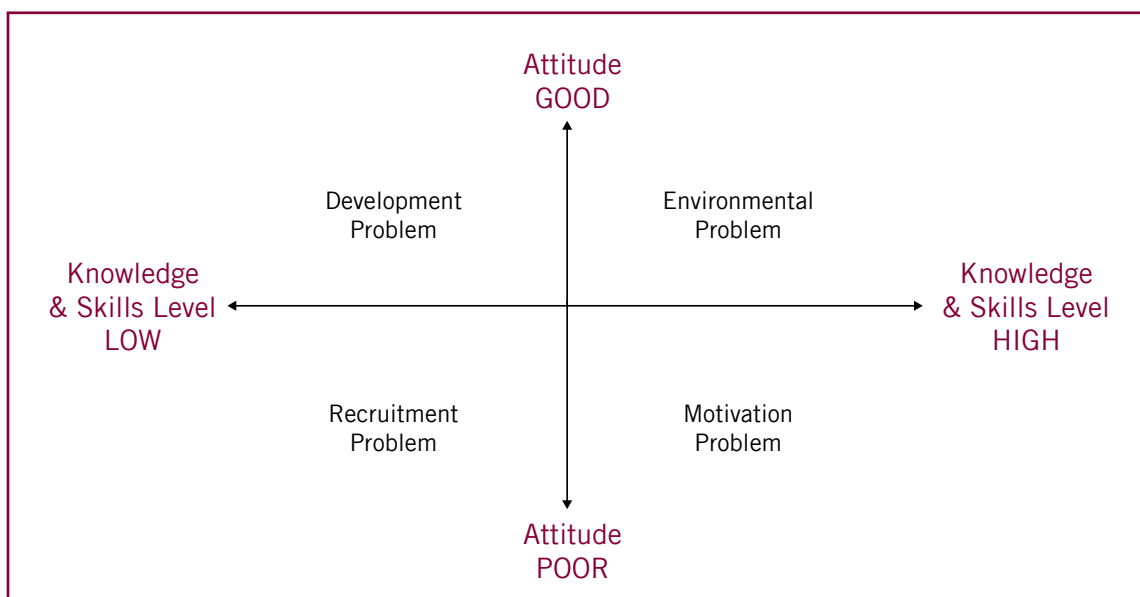 Attitude
GOOD
Development
Problem
Environmental
Problem
Knowledge
& Skills Level
LOW
Knowledge
& Skills Level
HIGH
Recruitment
Problem
Motivation
Problem
Attitude
POOR